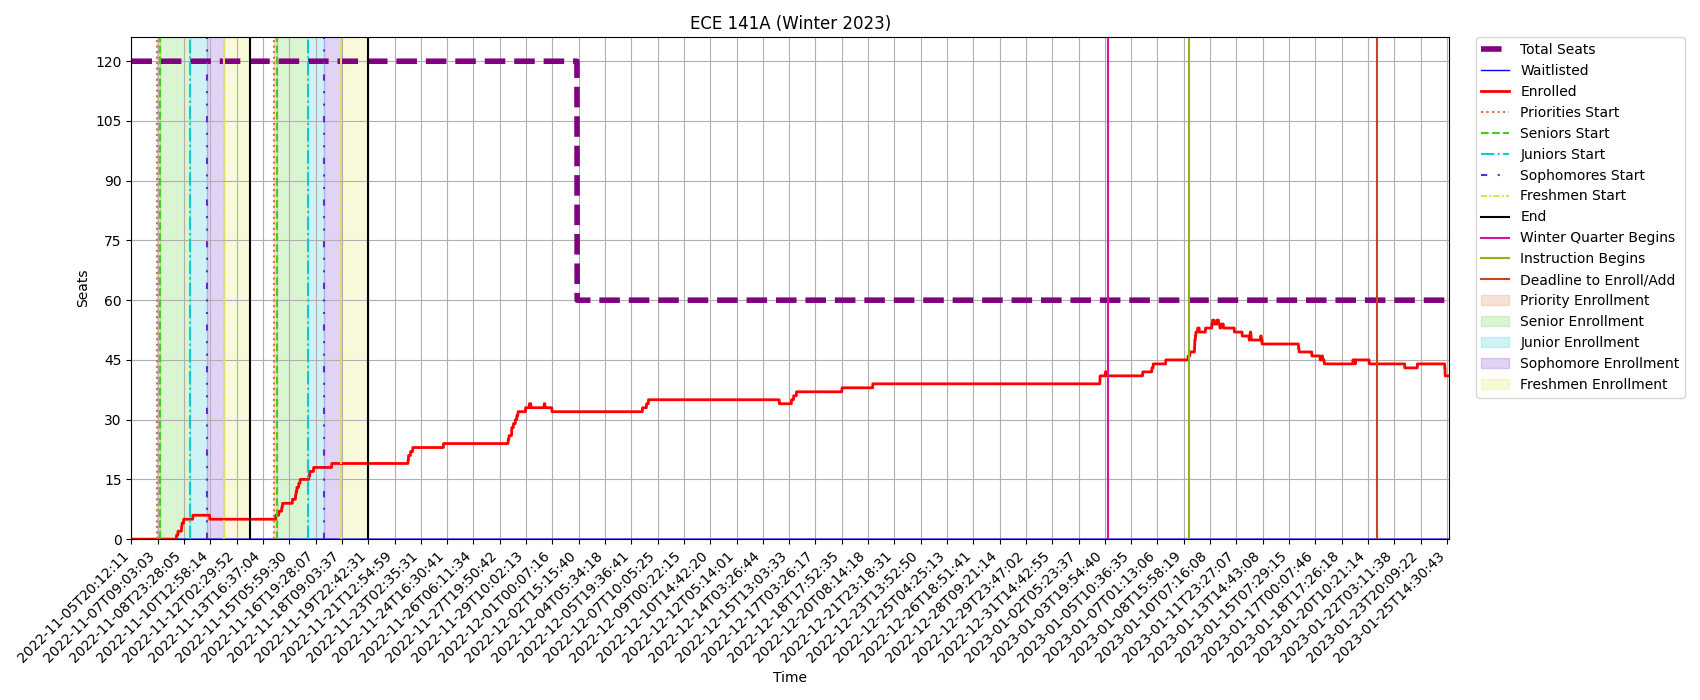 ECE 141A (Winter 2023)
Seats
120
105
90
75
60
45
30
15
0
2022-11-05T20:12:11
2022-11-07T09:03:03
2022-11-08T23:28:05
2022-11-10T12:58:14
2022-11-12T02:29:52
2022-11-13T16:37:04
2022-11-15T05:59:30
2022-11-16T19:28:07
2022-11-18T09:03:37
2022-11-19T22:42:31
2022-11-21T12:54:59
2022-11-23T02:35:31
2022-11-24T16:30:41
2022-11-26T06:11:34
2022-11-27T19:50:42
2022-11-29T10:02:13
2022-12-01T00:07:16
2022-12-02T15:15:40
2022-12-04T05:34:18
2022-12-05T19:36:41
2022-12-07T10:05:25
2022-12-09T00:22:15
2022-12-10T14:42:20
2022-12-12T05:14:01
2022-12-14T03:26:44
2022-12-15T13:03:33
2022-12-17T03:26:17
2022-12-18T17:52:35
2022-12-20T08:14:18
2022-12-21T23:18:31
2022-12-23T13:52:50
2022-12-25T04:25:13
2022-12-26T18:51:41
2022-12-28T09:21:14
2022-12-29T23:47:02
2022-12-31T14:42:55
2023-01-02T05:23:37
2023-01-03T19:54:40
2023-01-05T10:36:35
2023-01-07T01:13:06
2023-01-08T15:58:19
2023-01-10T07:16:08
2023-01-11T23:27:07
2023-01-13T14:43:08
2023-01-15T07:29:15
2023-01-17T00:07:46
2023-01-18T17:26:18
2023-01-20T10:21:14
2023-01-22T03:11:38
2023-01-23T20:09:22
2023-01-25T14:30:43
Time
Total Seats
Waitlisted
Enrolled
Priorities Start
Seniors Start
Juniors Start
Sophomores Start
Freshmen Start
End
Winter Quarter Begins
Instruction Begins
Deadline to Enroll/Add
Priority Enrollment
Senior Enrollment
Junior Enrollment
Sophomore Enrollment
Freshmen Enrollment